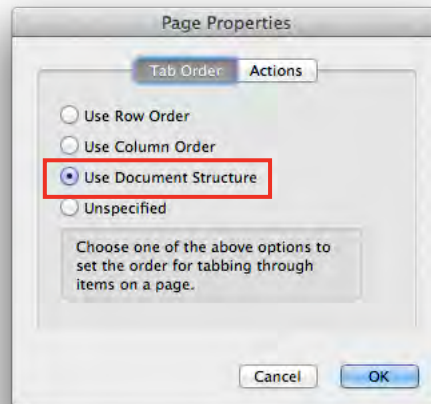 Page Properties
Tab Order Actions
Use Row Order
Use Column Order
Use Document Structure
Unspecified
Choose one of the above options to
set the order for tabbing through
items on a page.
Cancel OK